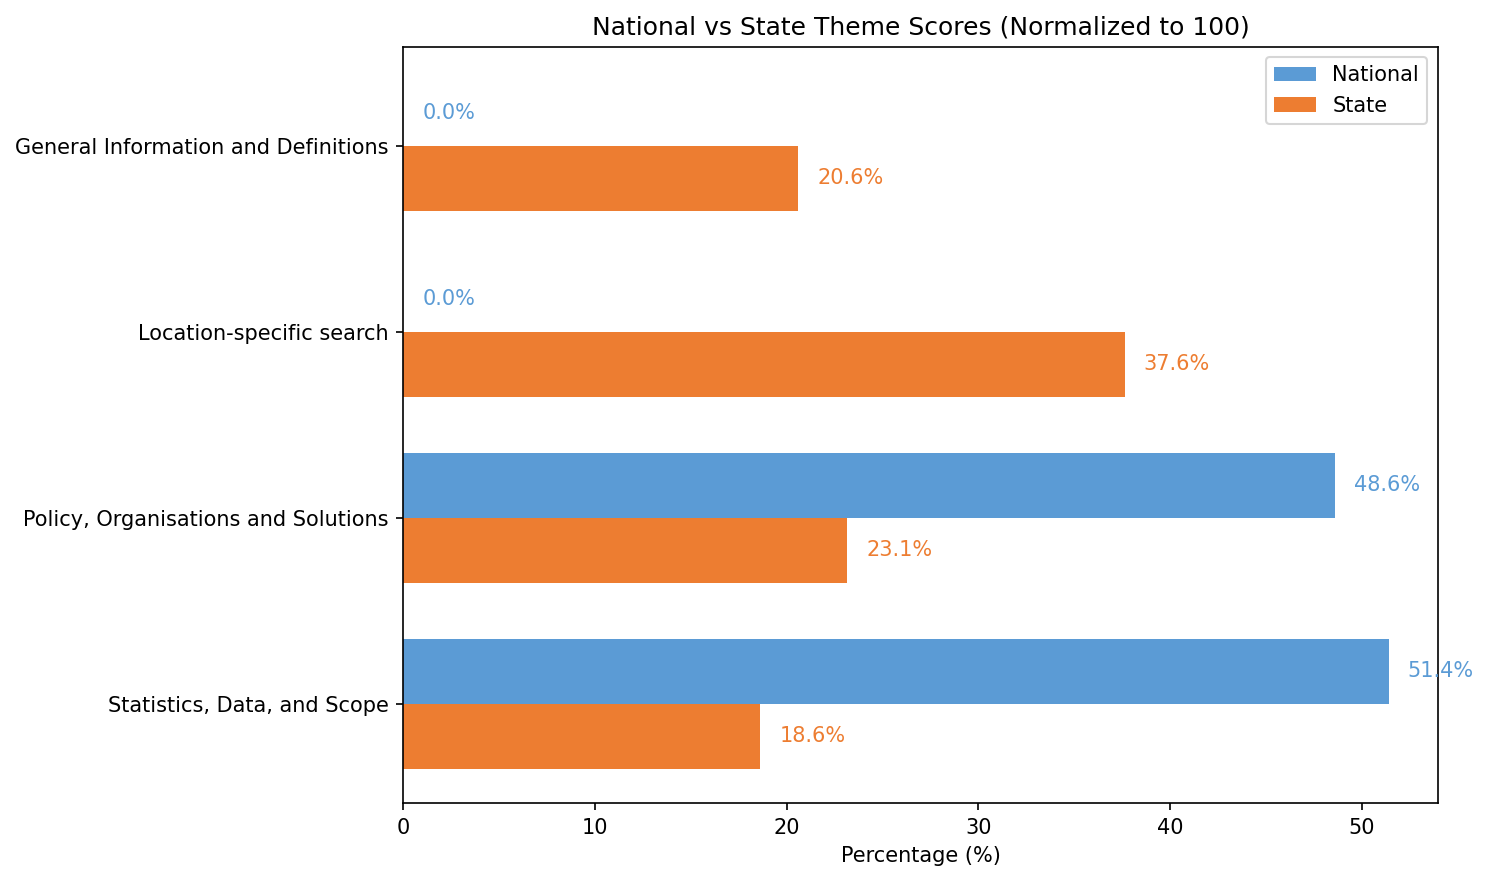 National vs State Theme Scores (Normalized to 100)
National
State
General Information and Definitions
0.0%
20.6%
Location-specific search
0.0%
37.6%
Policy, Organisations and Solutions
48.6%
23.1%
Statistics, Data, and Scope
51.4%
18.6%
0 10 20 30 40 50
Percentage (%)